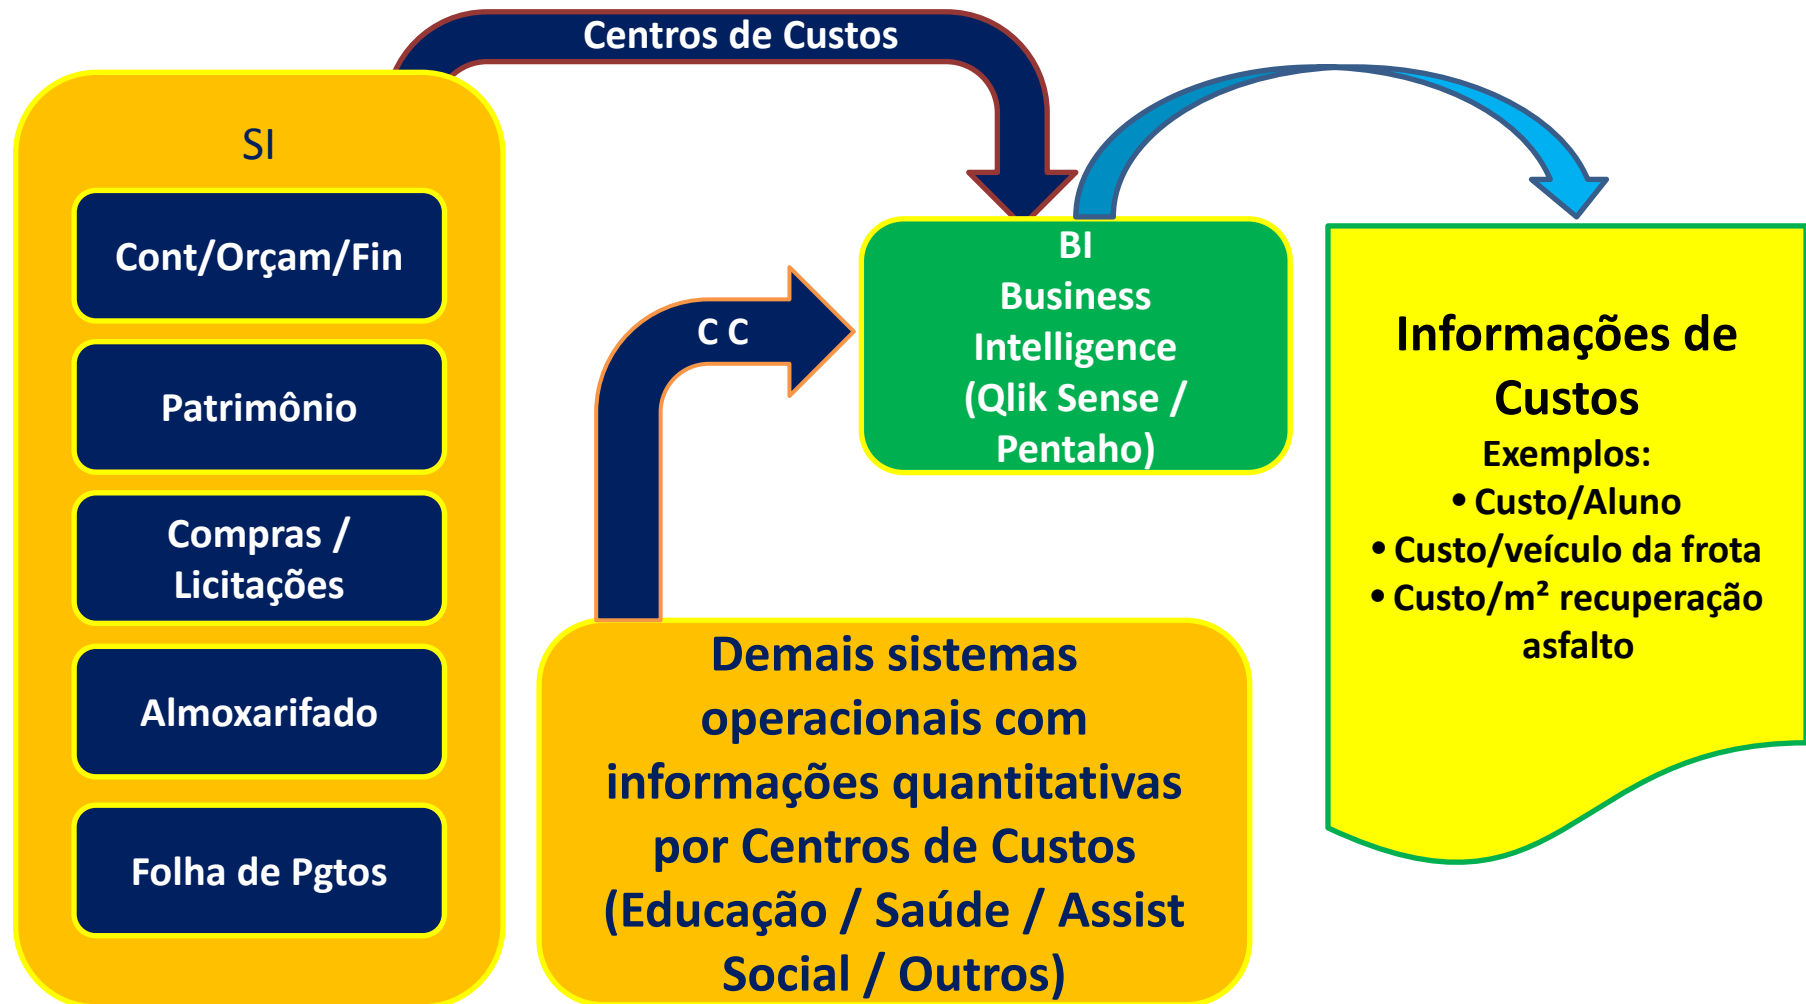 Centros de Custos
SI
Cont/Orçam/Fin
Patrimônio
Compras /
Licitações
Almoxarifado
Folha de Pgtos
C C
BI
Business
Intelligence
(Qlik Sense /
Pentaho)
Demais sistemas
operacionais com
informações quantitativas
por Centros de Custos
(Educação / Saúde / Assist
Social / Outros)
Informações de
Custos
Exemplos:
• Custo/Aluno
• Custo/veículo da frota
• Custo/m² recuperação
asfalto